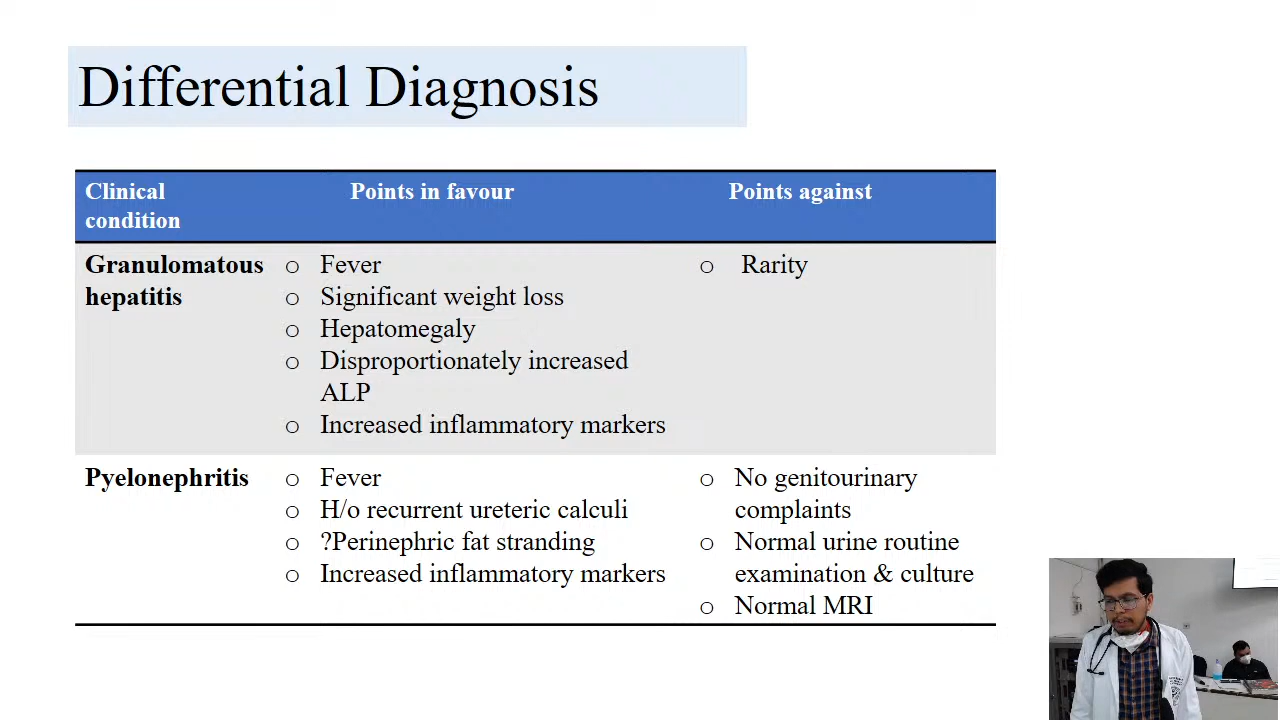 Differential Diagnosis
Clinical condition
Points in favour
Points against
Granulomatous hepatitis
o Fever
o Significant weight loss
o Hepatomegaly
o Disproportionately increased
ALP
o Increased inflammatory markers
o Rarity
Pyelonephritis
o Fever
o H/o recurrent ureteric calculi
o ?Perinephric fat stranding
o Increased inflammatory markers
o No genitourinary
complaints
o Normal urine routine
examination & culture
o Normal MRI